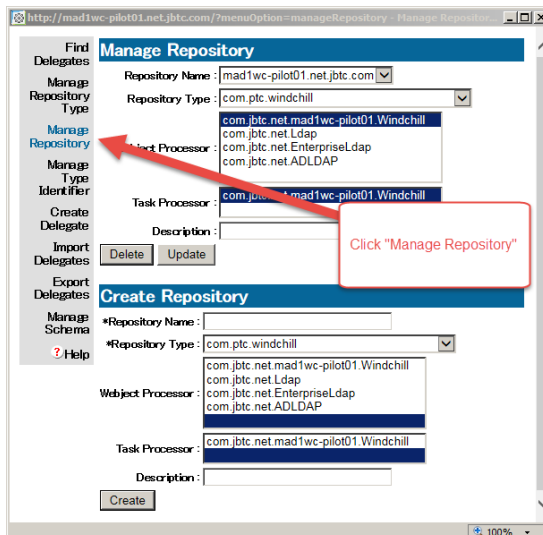 http://mad1wc-pilot01.net.jbtc.com/?menuOption=manageRepository - Manage Repositor...
Find
Delegates
Manage
Repository
Type
Manage
Repository
Manage
Type
Identifier
Create
Delegate
Import
Delegates
Export
Delegates
Manage
Schema
? Help
Manage Repository
Repository Name : mad1wc-pilot01.net.jbtc.com
Repository Type : com.ptc.windchill
com.jbtc.net.mad1wc-pilot01.Windchill
com.jbtc.net.Ldap
bject Processor : com.jbtc.net.EnterpriseLdap
com.jbtc.net.ADLDAP
Task Processor : com.jbtc.net.mad1wc-pilot01.Windchill
Description :
Delete Update
Click "Manage Repository"
Create Repository
*Repository Name :
*Repository Type : com.ptc.windchill
com.jbtc.net.mad1wc-pilot01.Windchill
com.jbtc.net.Ldap
Webject Processor : com.jbtc.net.EnterpriseLdap
com.jbtc.net.ADLDAP
Task Processor : com.jbtc.net.mad1wc-pilot01.Windchill
Description :
Create
100%